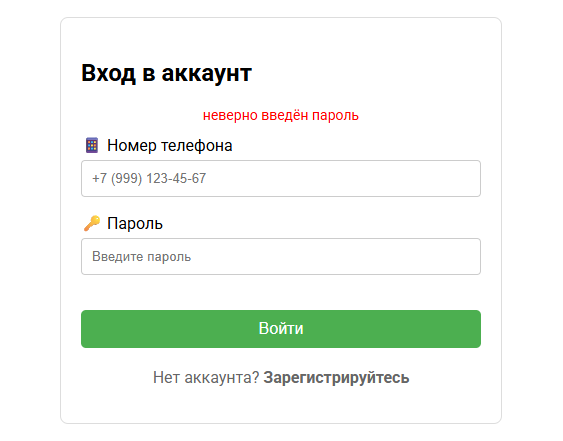 Вход в аккаунт
неверно введён пароль
Номер телефона
+7 (999) 123-45-67
Пароль
Введите пароль
Войти
Нет аккаунта? Зарегистрируйтесь